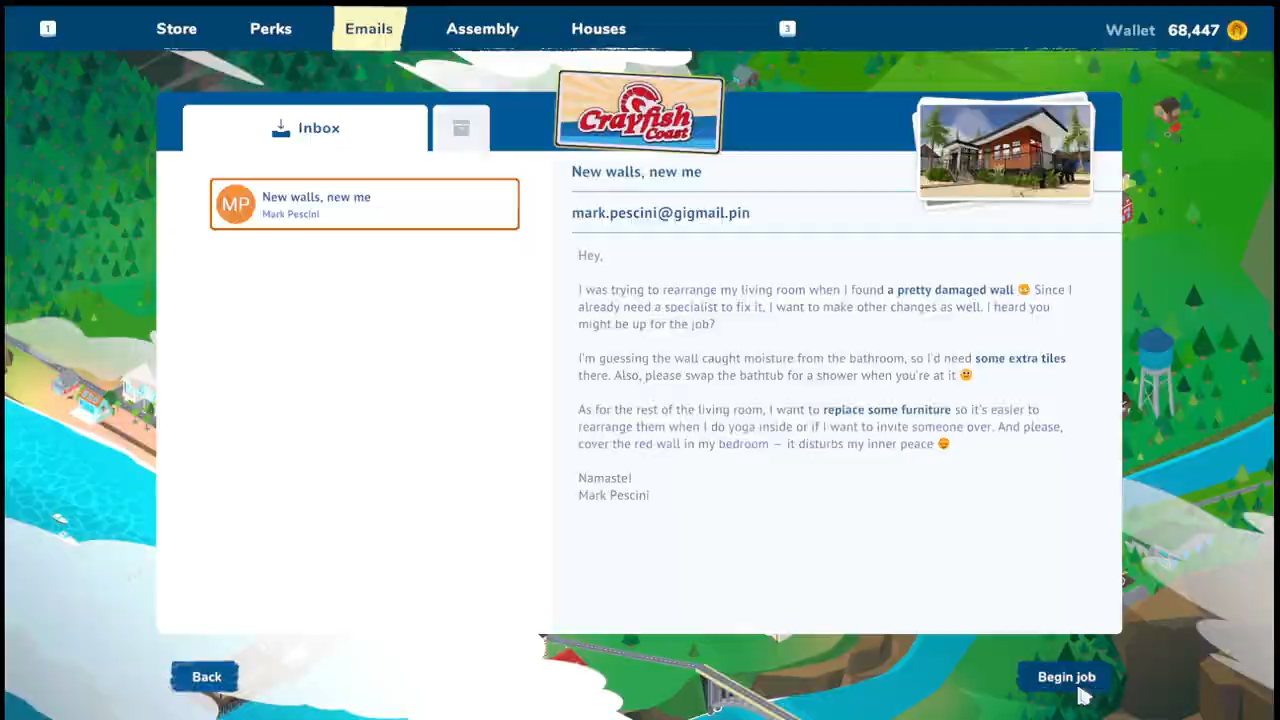 1 Store Perks Emails Assembly Houses 3 Wallet 68,447
Inbox
Crayfish
Coast
New walls, new me
MP New walls, new me
Mark Pescini
mark.pescini@gigmail.pin
Hey,
I was trying to rearrange my living room when I found a pretty damaged wall Since I
already need a specialist to fix it, I want to make other changes as well. I heard you
might be up for the job?
I'm guessing the wall caught moisture from the bathroom, so I'd need some extra tiles
there. Also, please swap the bathtub for a shower when you're at it
As for the rest of the living room, I want to replace some furniture so it's easier to
rearrange them when I do yoga inside or if I want to invite someone over. And please,
cover the red wall in my bedroom – it disturbs my inner peace
Namaste!
Mark Pescini
Back Begin job